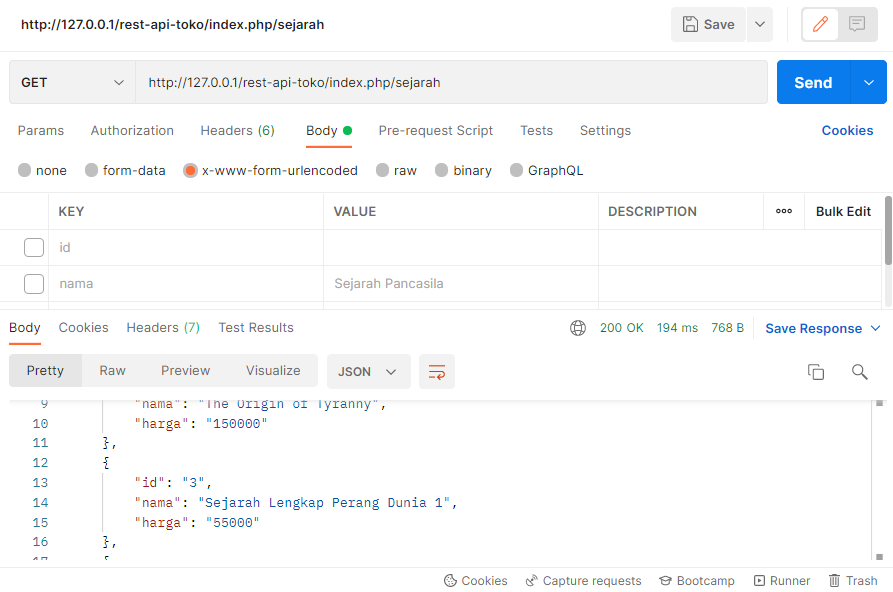 http://127.0.0.1/rest-api-toko/index.php/sejarah Save
GET http://127.0.0.1/rest-api-toko/index.php/sejarah Send
Params Authorization Headers (6) Body Pre-request Script Tests Settings Cookies
none form-data x-www-form-urlencoded raw binary GraphQL
KEY VALUE DESCRIPTION Bulk Edit
id
nama Sejarah Pancasila
Body Cookies Headers (7) Test Results 200 OK 194 ms 768 B Save Response
Pretty Raw Preview Visualize JSON
9 "nama": "The Origin of Tyranny",
10 "harga": "150000"
11 },
12 {
13 "id": "3",
14 "nama": "Sejarah Lengkap Perang Dunia 1",
15 "harga": "55000"
16 },
17 {
Cookies Capture requests Bootcamp Runner Trash